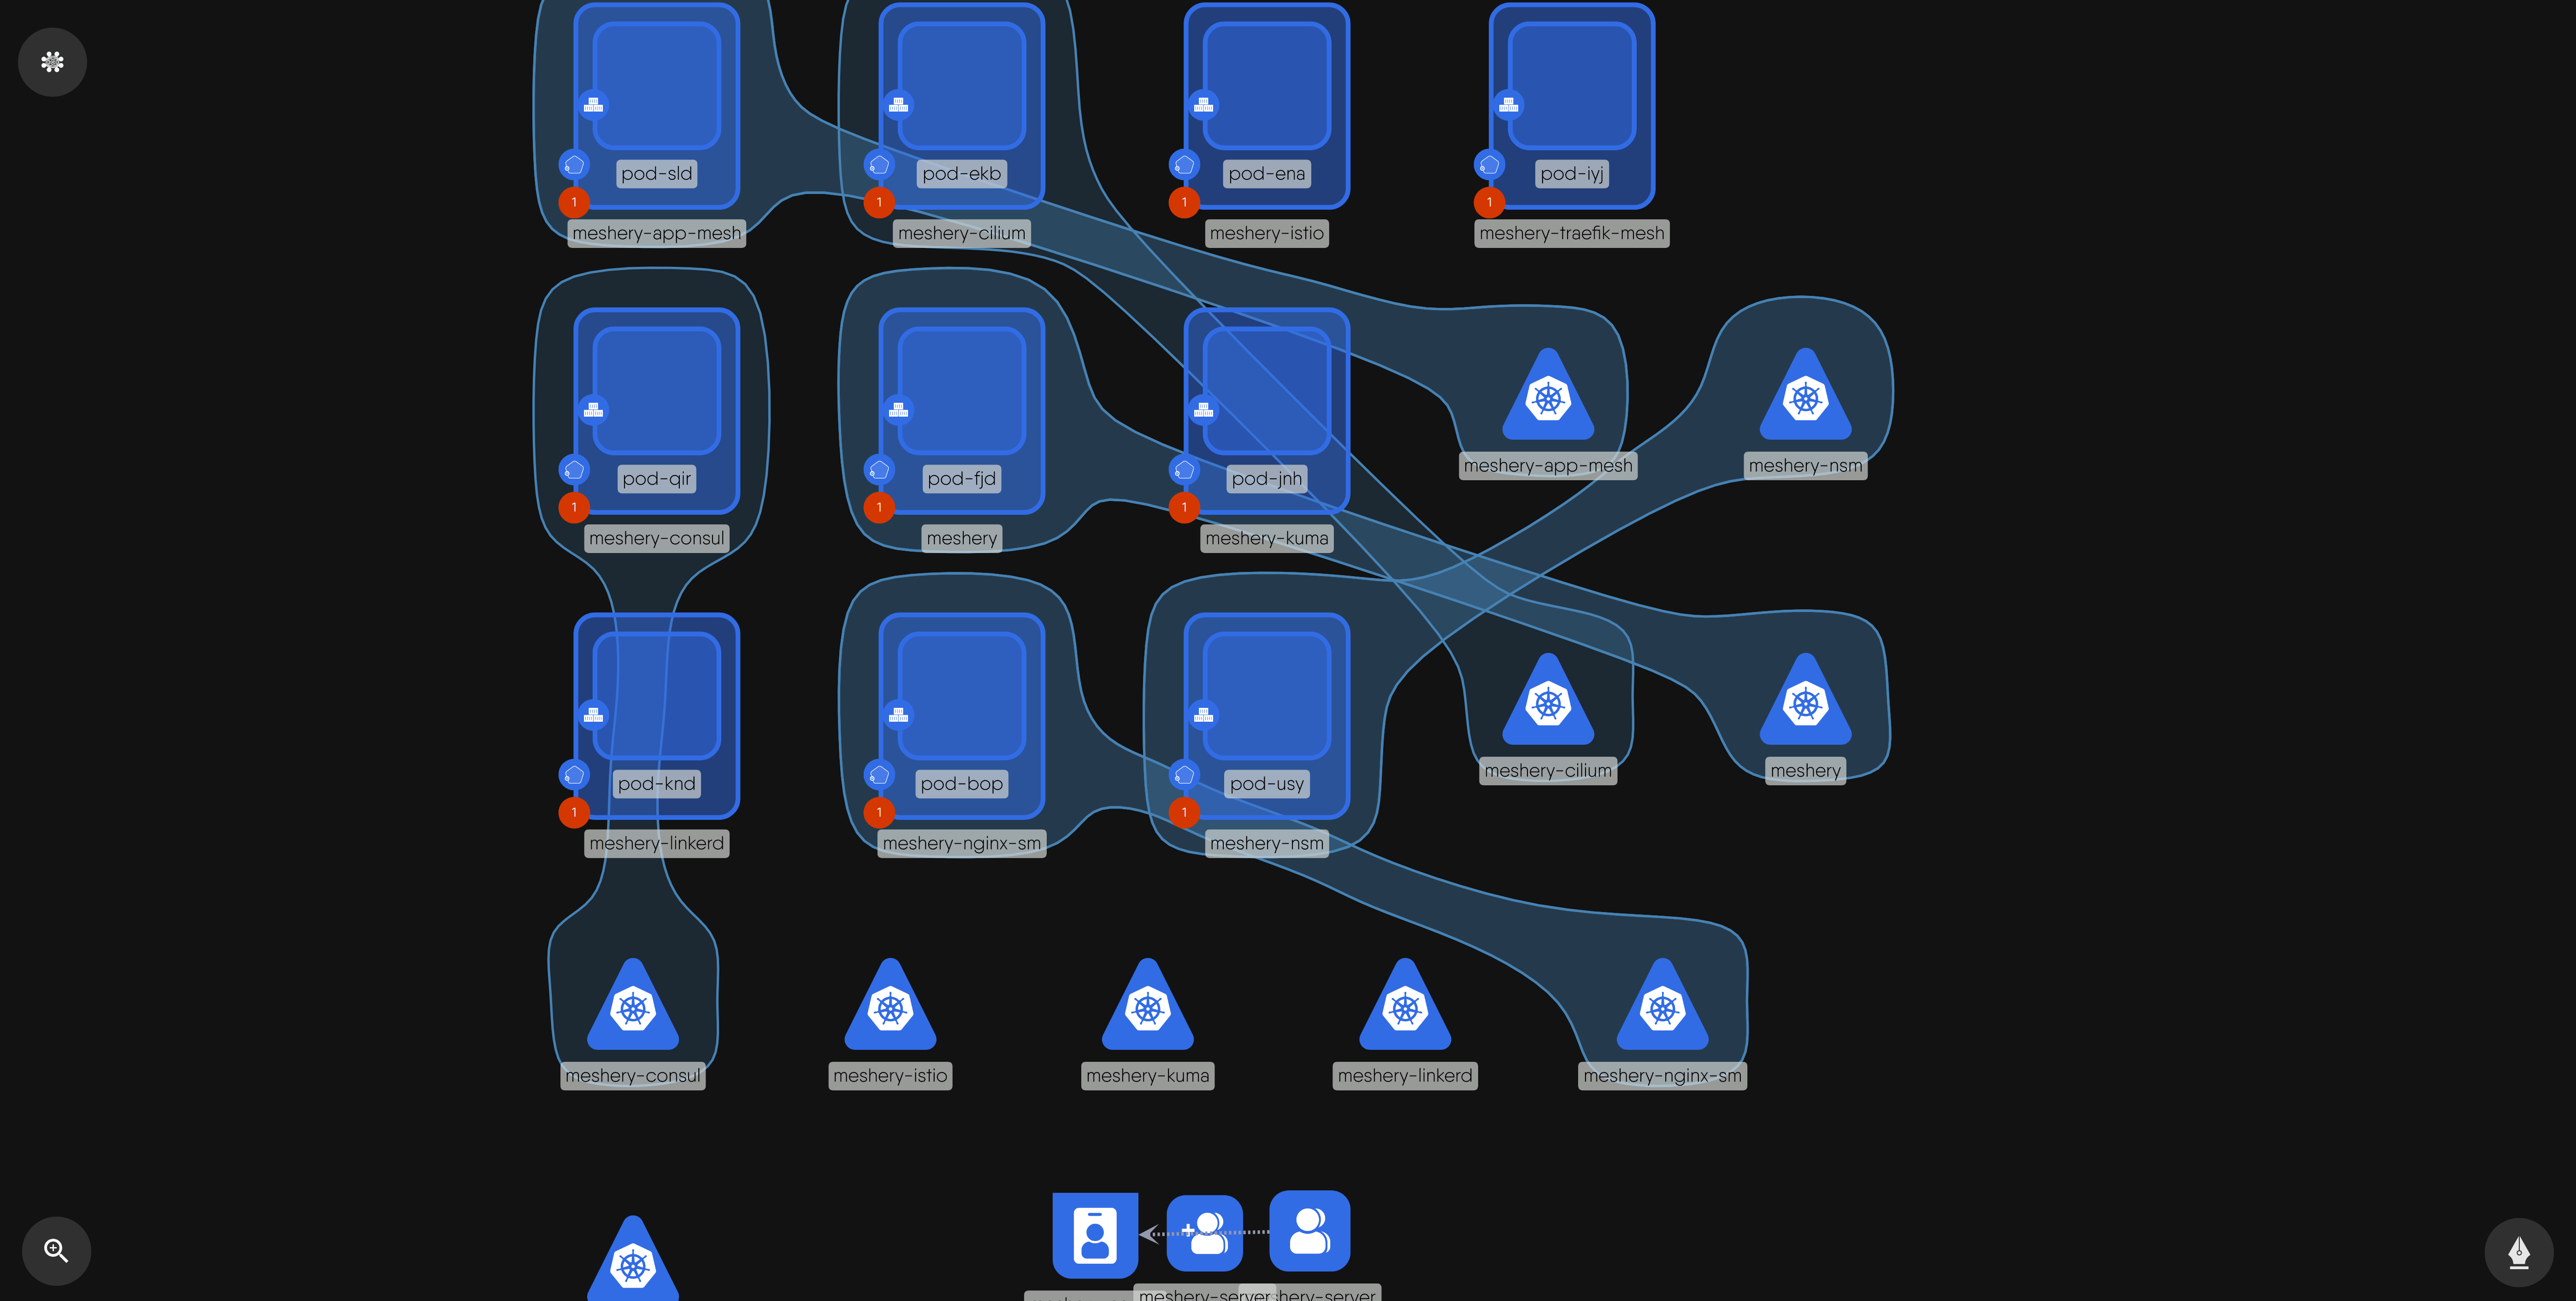 pod-sld
pod-ekb
pod-ena
pod-iyj
1
1
1
1
meshery-app-mesh
meshery-cilium
meshery-istio
meshery-traefik-mesh
meshery-app-mesh
meshery-nsm
pod-qir
pod-fjd
pod-jnh
1
1
1
meshery-consul
meshery
meshery-kuma
meshery-cilium
meshery
pod-knd
pod-bop
pod-usy
1
1
1
meshery-linkerd
meshery-nginx-sm
meshery-nsm
meshery-consul
meshery-istio
meshery-kuma
meshery-linkerd
meshery-nginx-sm
meshery-server